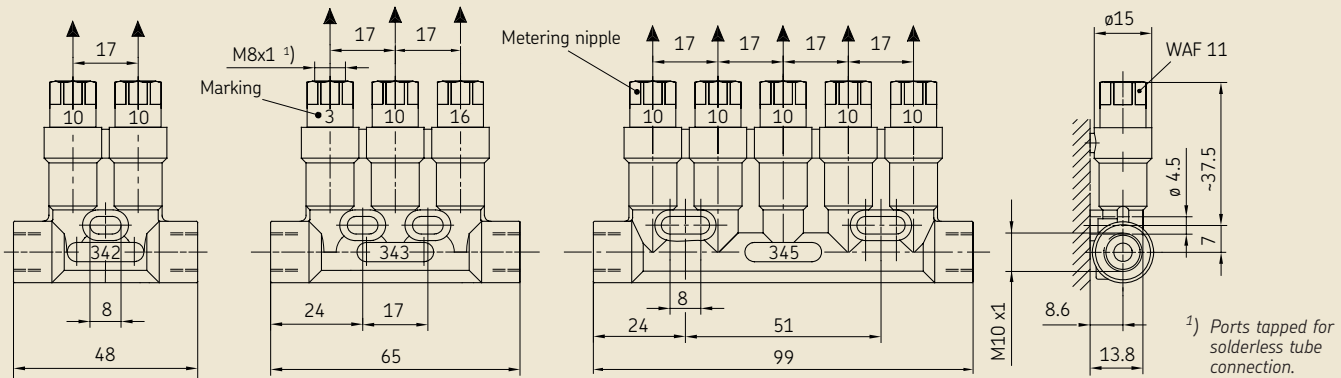 17
10 10
342
8
48
M8x1 ¹)
Marking
17 17
3 10 16
343
24 17
65
Metering nipple
17 17 17 17
10 10 10 10 10
345
8
24 51
99
ø15
WAF 11
ø 4.5
~37.5
7
M10 x1
8.6
13.8
¹) Ports tapped for
solderless tube
connection.